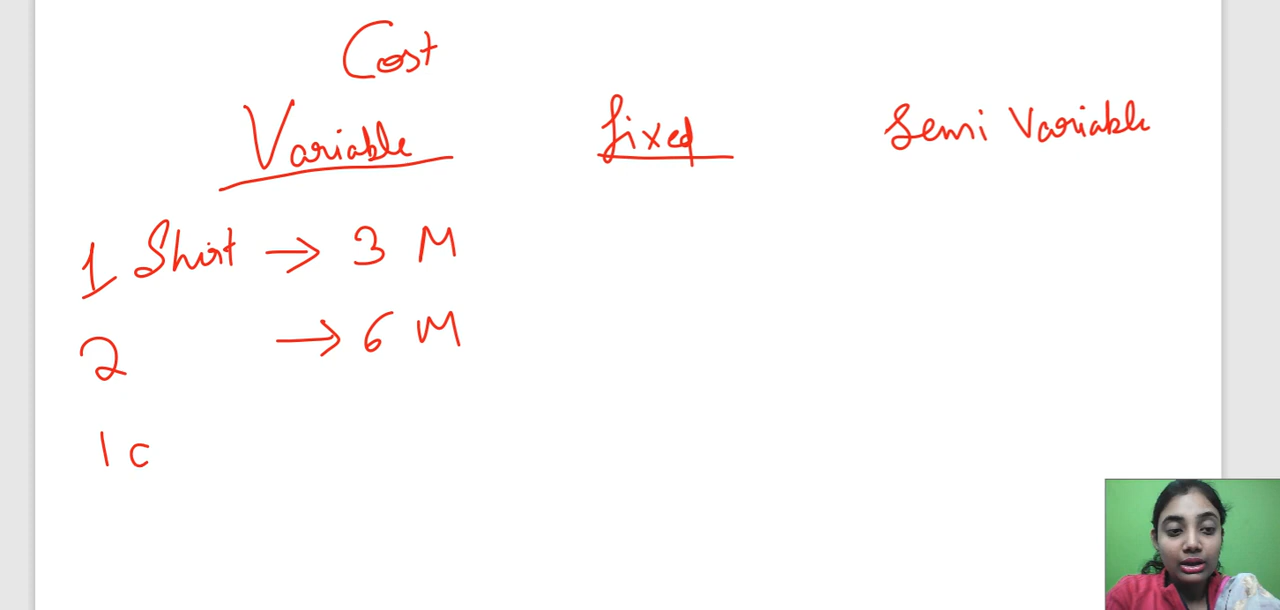 Cost
Variable fixed Semi Variable
1 Shirt → 3 M
2 → 6 M
1 c